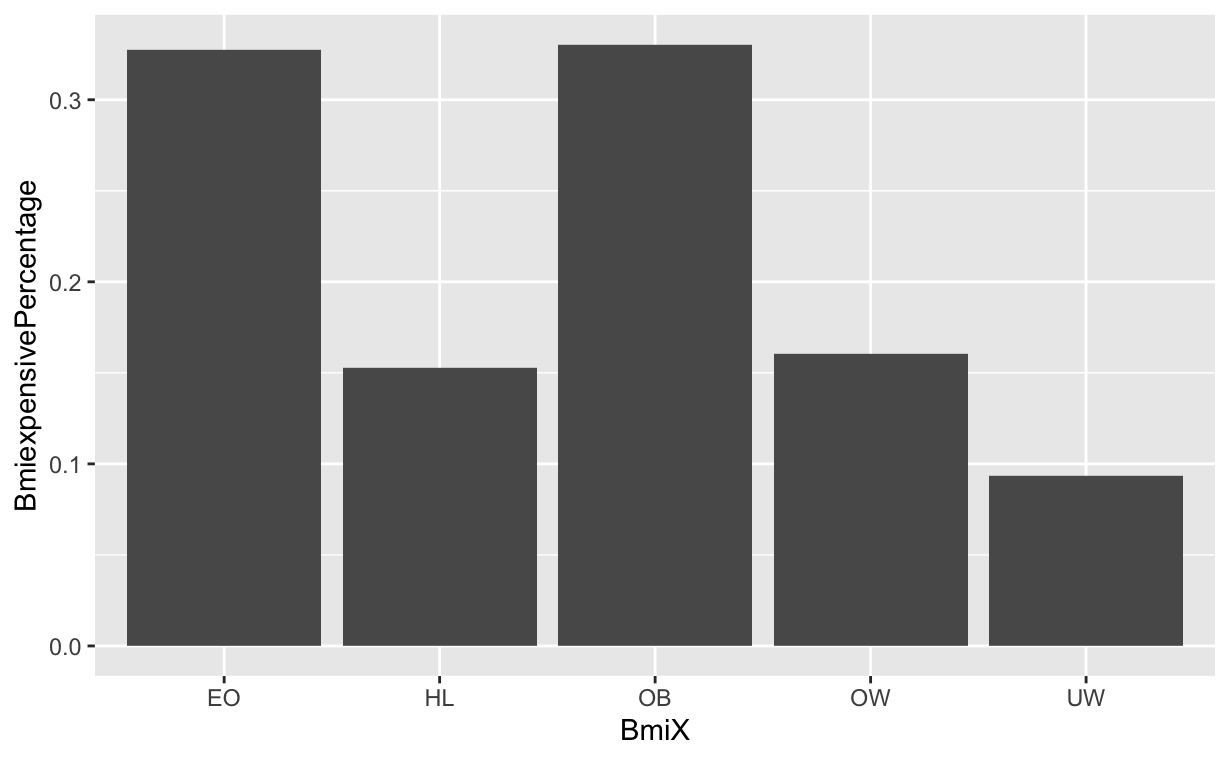 BmiexpensivePercentage
0.3
0.2
0.1
0.0
EO HL OB OW UW
BmiX